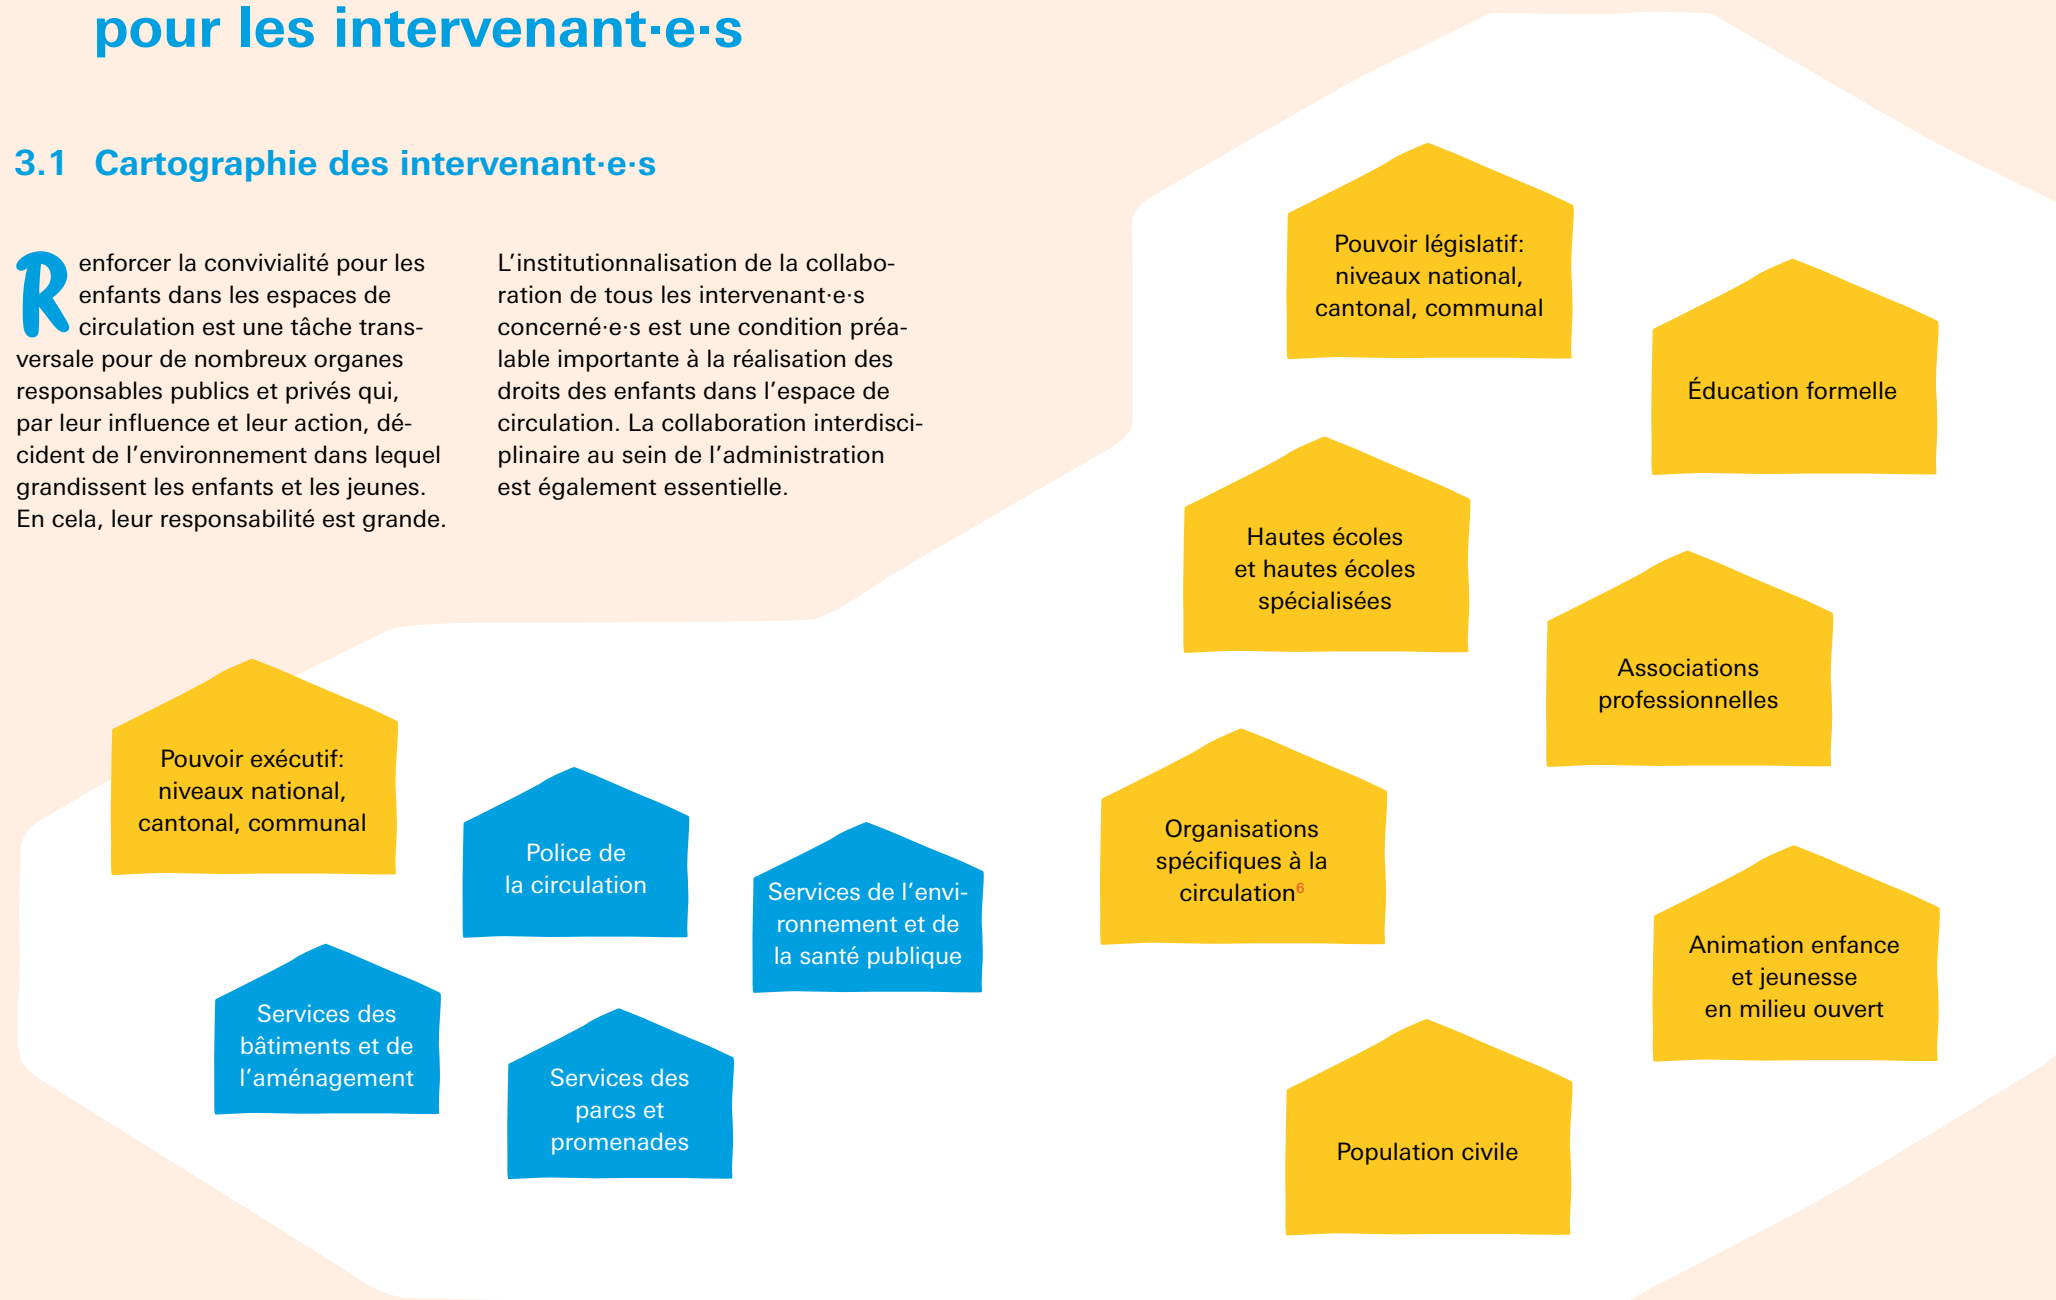 pour les intervenant·e·s
3.1 Cartographie des intervenant·e·s
Renforcer la convivialité pour les
enfants dans les espaces de
circulation est une tâche trans-
versale pour de nombreux organes
responsables publics et privés qui,
par leur influence et leur action, dé-
cident de l’environnement dans lequel
grandissent les enfants et les jeunes.
En cela, leur responsabilité est grande.
L’institutionnalisation de la collabo-
ration de tous les intervenant·e·s
concerné·e·s est une condition préa-
lable importante à la réalisation des
droits des enfants dans l’espace de
circulation. La collaboration interdisci-
plinaire au sein de l’administration
est également essentielle.
Pouvoir législatif:
niveaux national,
cantonal, communal
Éducation formelle
Hautes écoles
et hautes écoles
spécialisées
Associations
professionnelles
Pouvoir exécutif:
niveaux national,
cantonal, communal
Police de
la circulation
Services de l’envi-
ronnement et de
la santé publique
Organisations
spécifiques à la
circulation⁶
Animation enfance
et jeunesse
en milieu ouvert
Services des
bâtiments et de
l’aménagement
Services des
parcs et
promenades
Population civile